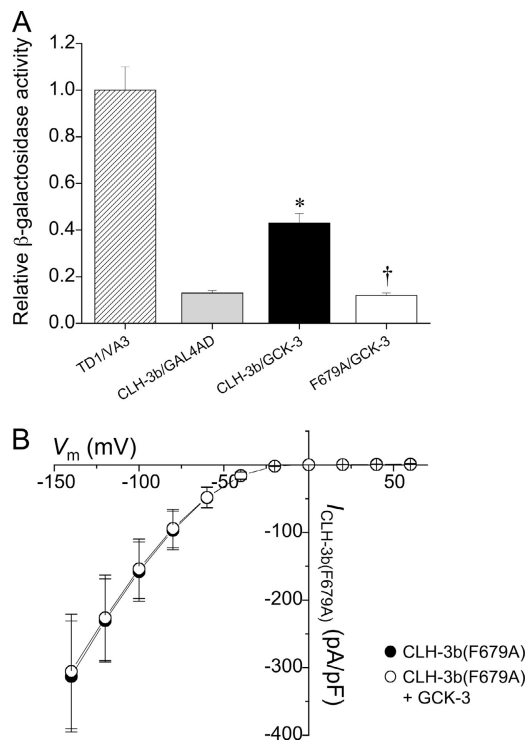 A
Relative β-galactosidase activity
1.2
1.0
0.8
0.6
0.4
0.2
0.0
*
†
TD1/VA3
CLH-3b/GAL4AD
CLH-3b/GCK-3
F679A/GCK-3
B
Vm (mV)
-150
-100
-50
50
-100
-200
-300
-400
ICLH-3b(F679A) (pA/pF)
CLH-3b(F679A)
CLH-3b(F679A)
+ GCK-3